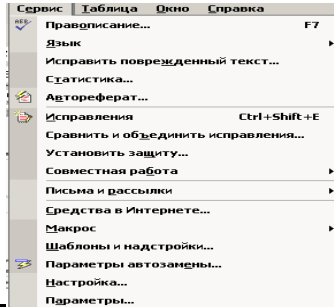 Сервис Таблица Окно Справка
Правописание... F7
Язык
Исправить поврежденный текст...
Статистика...
Автореферат...
Исправления Ctrl+Shift+E
Сравнить и объединить исправления...
Установить защиту...
Совместная работа
Письма и рассылки
Средства в Интернете...
Макрос
Шаблоны и надстройки...
Параметры автозамены...
Настройка...
Параметры...